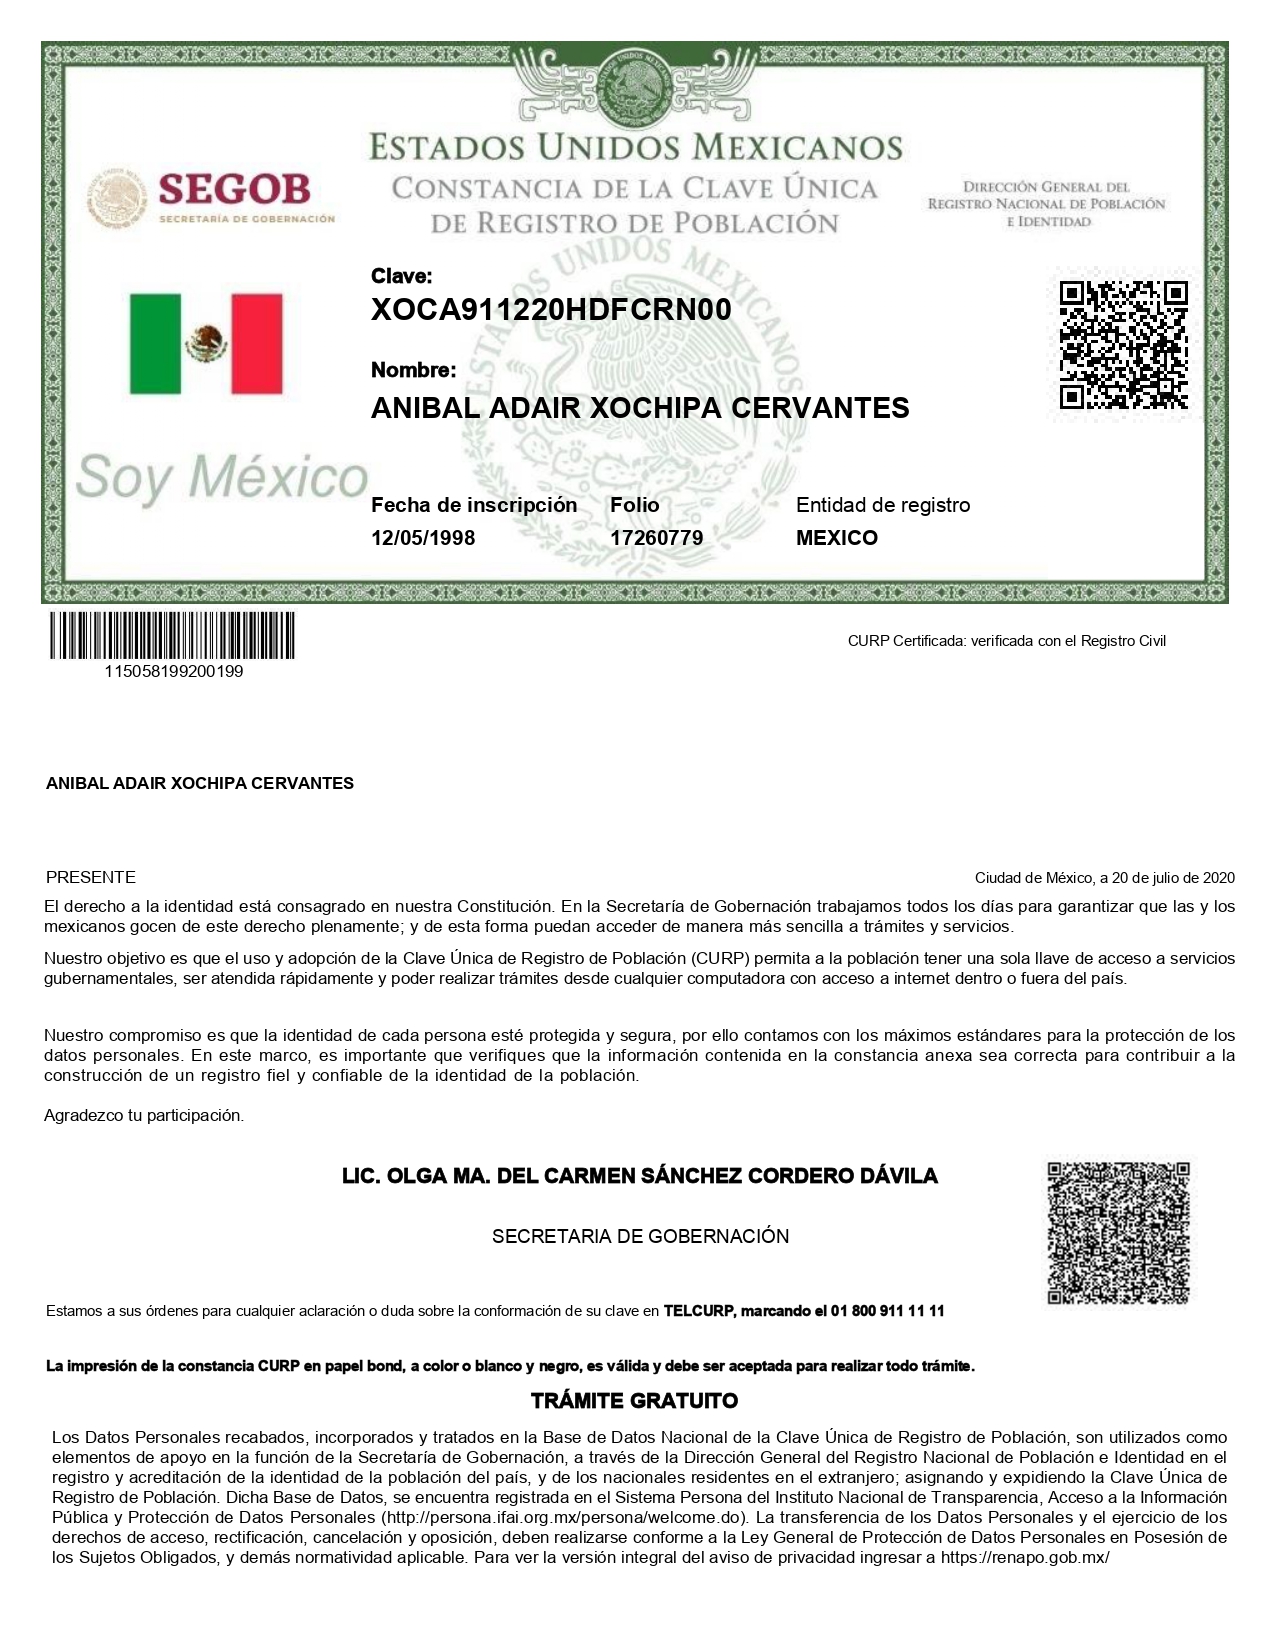 ESTADOS UNIDOS MEXICANOS
CONSTANCIA DE LA CLAVE ÚNICA
DE REGISTRO DE POBLACIÓN
SEGOB
SECRETARÍA DE GOBERNACIÓN
DIRECCIÓN GENERAL DEL
REGISTRO NACIONAL DE POBLACIÓN
E IDENTIDAD
ESTADOS UNIDOS MEXICANOS
Clave:
XOCA911220HDFCRN00
Nombre:
ANIBAL ADAIR XOCHIPA CERVANTES
Soy México
Fecha de inscripción Folio Entidad de registro
12/05/1998 17260779 MEXICO
115058199200199
CURP Certificada: verificada con el Registro Civil
ANIBAL ADAIR XOCHIPA CERVANTES
PRESENTE
Ciudad de México, a 20 de julio de 2020
El derecho a la identidad está consagrado en nuestra Constitución. En la Secretaría de Gobernación trabajamos todos los días para garantizar que las y los
mexicanos gocen de este derecho plenamente; y de esta forma puedan acceder de manera más sencilla a trámites y servicios.
Nuestro objetivo es que el uso y adopción de la Clave Única de Registro de Población (CURP) permita a la población tener una sola llave de acceso a servicios
gubernamentales, ser atendida rápidamente y poder realizar trámites desde cualquier computadora con acceso a internet dentro o fuera del país.
Nuestro compromiso es que la identidad de cada persona esté protegida y segura, por ello contamos con los máximos estándares para la protección de los
datos personales. En este marco, es importante que verifiques que la información contenida en la constancia anexa sea correcta para contribuir a la
construcción de un registro fiel y confiable de la identidad de la población.
Agradezco tu participación.
LIC. OLGA MA. DEL CARMEN SÁNCHEZ CORDERO DÁVILA
SECRETARIA DE GOBERNACIÓN
Estamos a sus órdenes para cualquier aclaración o duda sobre la conformación de su clave en TELCURP, marcando el 01 800 911 11 11
La impresión de la constancia CURP en papel bond, a color o blanco y negro, es válida y debe ser aceptada para realizar todo trámite.
TRÁMITE GRATUITO
Los Datos Personales recabados, incorporados y tratados en la Base de Datos Nacional de la Clave Única de Registro de Población, son utilizados como
elementos de apoyo en la función de la Secretaría de Gobernación, a través de la Dirección General del Registro Nacional de Población e Identidad en el
registro y acreditación de la identidad de la población del país, y de los nacionales residentes en el extranjero; asignando y expidiendo la Clave Única de
Registro de Población. Dicha Base de Datos, se encuentra registrada en el Sistema Persona del Instituto Nacional de Transparencia, Acceso a la Información
Pública y Protección de Datos Personales (http://persona.ifai.org.mx/persona/welcome.do). La transferencia de los Datos Personales y el ejercicio de los
derechos de acceso, rectificación, cancelación y oposición, deben realizarse conforme a la Ley General de Protección de Datos Personales en Posesión de
los Sujetos Obligados, y demás normatividad aplicable. Para ver la versión integral del aviso de privacidad ingresar a https://renapo.gob.mx/